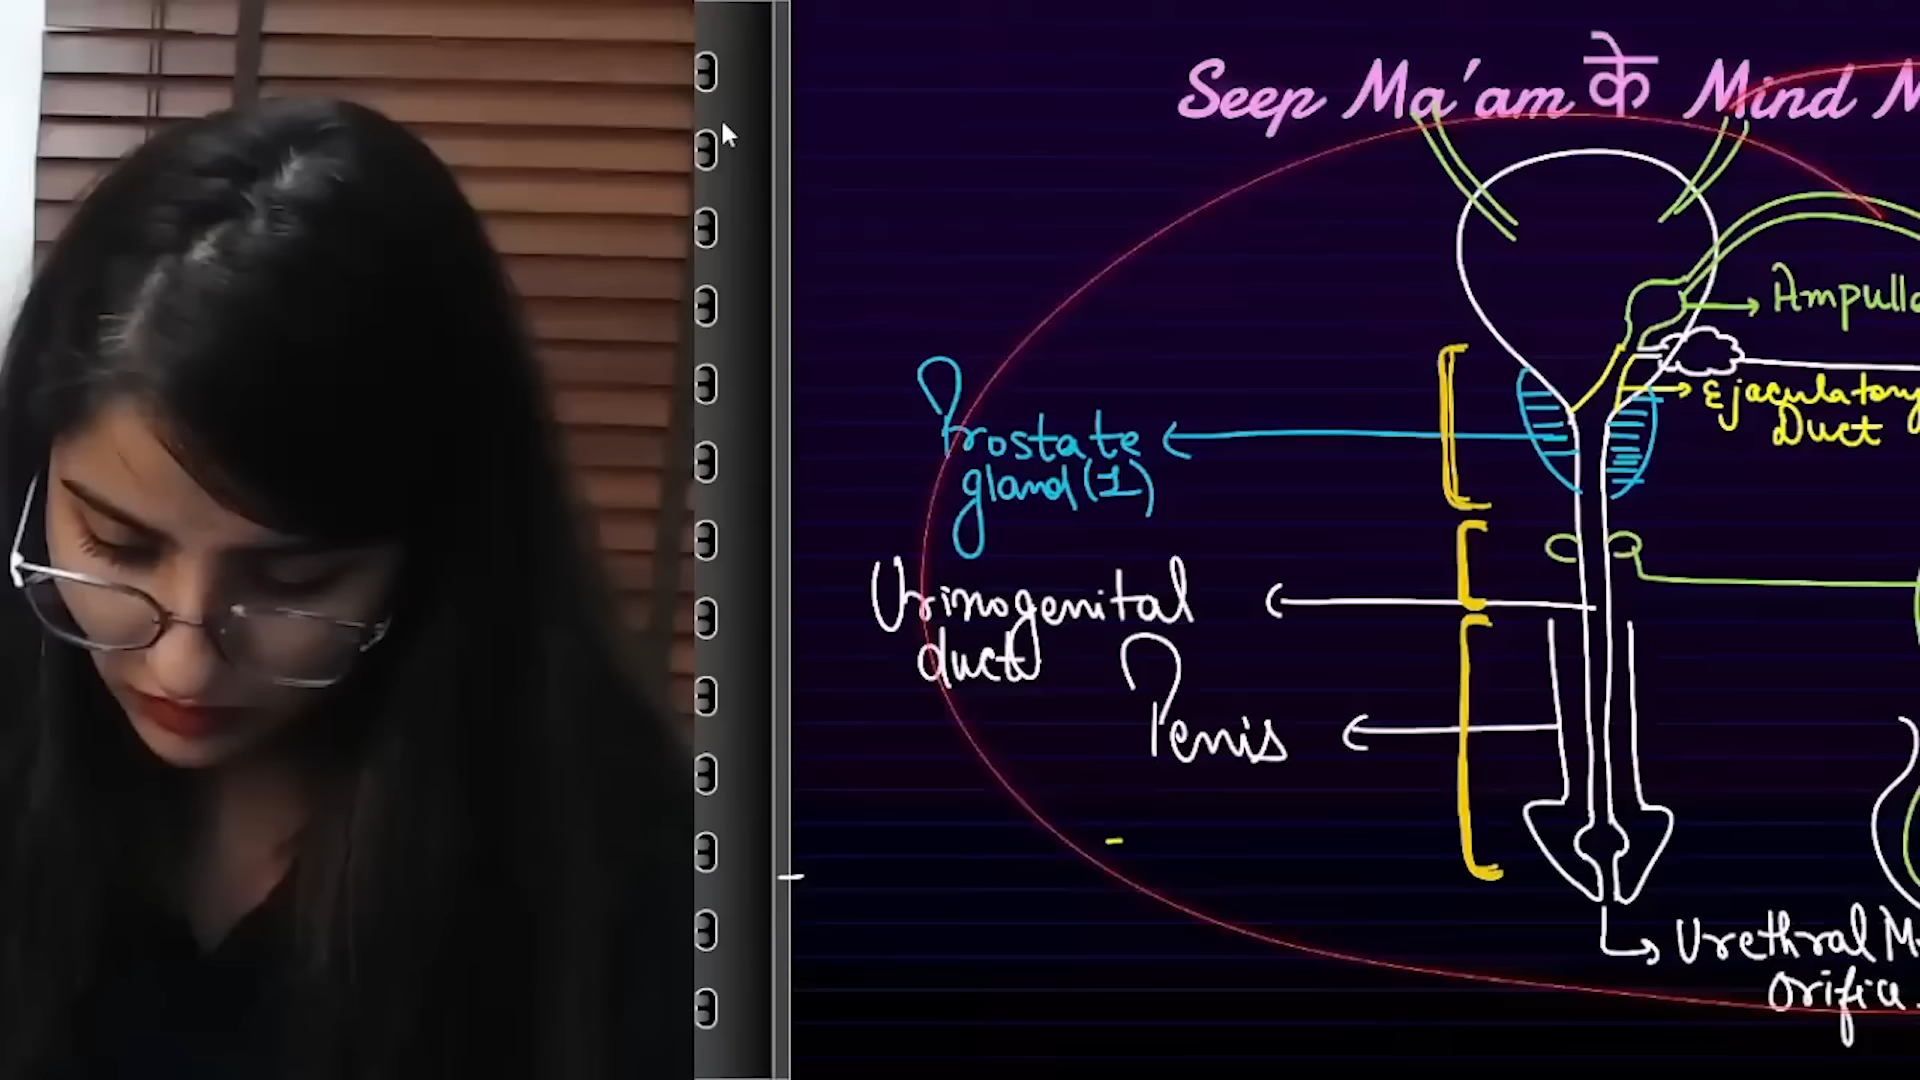 Seep Ma'am के Mind M
Ampulla
Ejaculatory
Duct
Prostate
gland (1)
Urinogenital
duct
Penis
Urethral M
Orifice